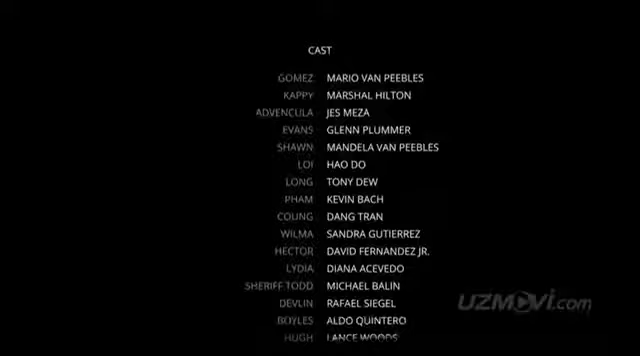 CAST
GOMEZ MARIO VAN PEEBLES
KAPPY MARSHAL HILTON
ADVENCULA JES MEZA
EVANS GLENN PLUMMER
SHAWN MANDELA VAN PEEBLES
LOI HAO DO
LONG TONY DEW
PHAM KEVIN BACH
COUNG DANG TRAN
WILMA SANDRA GUTIERREZ
HECTOR DAVID FERNANDEZ JR.
LYDIA DIANA ACEVEDO
SHERIFF TODD MICHAEL BALIN
DEVLIN RAFAEL SIEGEL
BOYLES ALDO QUINTERO
HUGH LANCE WOODS
UZMOVi.com